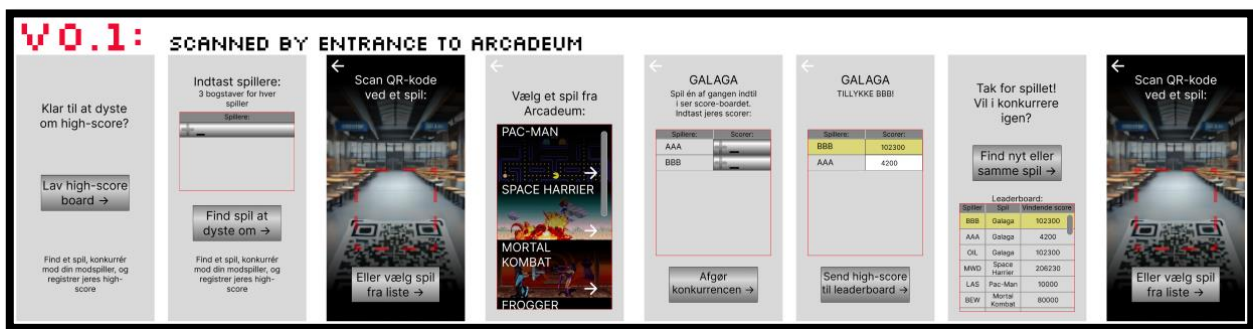 V0.1: SCANNED BY ENTRANCE TO ARCADEUM
Klar til at dyste
om high-score?
Lav high-score
board →
Find et spil, konkurrér
mod din modspiller, og
registrer jeres high-
score
Indtast spillere:
3 bogstaver for hver
spiller
Spillere:
Find spil at
dyste om →
Find et spil, konkurrér
mod din modspiller, og
registrer jeres high-
score
←
Scan QR-kode
ved et spil:
Eller vælg spil
fra liste →
←
Vælg et spil fra
Arcadeum:
PAC-MAN
→
SPACE HARRIER
→
MORTAL
KOMBAT
→
FROGGER
←
GALAGA
Spil én af gangen indtil
i ser score-boardet.
Indtast jeres scorer:
Spillere: Scorer:
AAA
BBB
Afgør
konkurrencen →
←
GALAGA
TILLYKKE BBB!
Spillere: Scorer:
BBB 102300
AAA 4200
Send high-score
til leaderboard →
Tak for spillet!
Vil i konkurrere
igen?
Find nyt eller
samme spil →
Leaderboard:
Spiller Spil Vindende score
BBB Galaga 102300
AAA Galaga 4200
OIL Galaga 102300
MWD Space Harrier 206230
LAS Pac-Man 10000
BEW Mortal Kombat 80000
←
Scan QR-kode
ved et spil:
Eller vælg spil
fra liste →